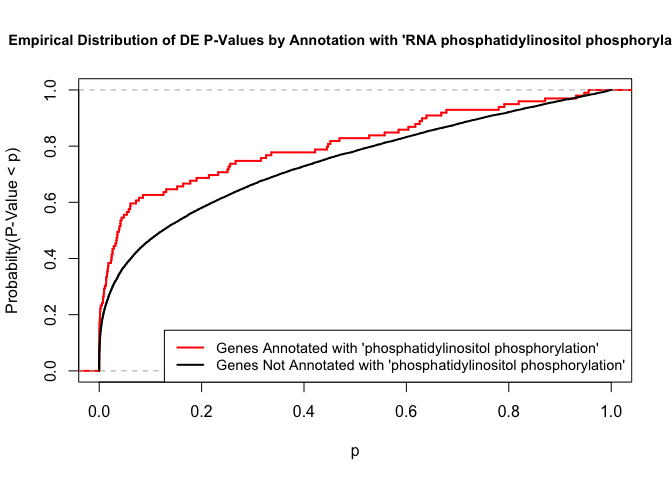 Empirical Distribution of DE P-Values by Annotation with 'RNA phosphatidylinositol phosphoryla
Probabilty(P-Value < p)
1.0
0.8
0.6
0.4
0.2
0.0
Genes Annotated with 'phosphatidylinositol phosphorylation'
Genes Not Annotated with 'phosphatidylinositol phosphorylation'
0.0 0.2 0.4 0.6 0.8 1.0
p